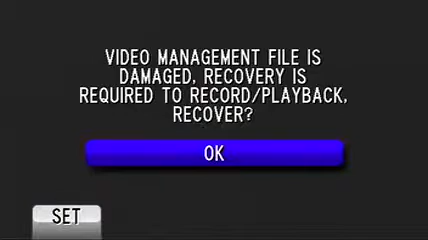 VIDEO MANAGEMENT FILE IS
DAMAGED, RECOVERY IS
REQUIRED TO RECORD/PLAYBACK,
RECOVER?
OK
SET